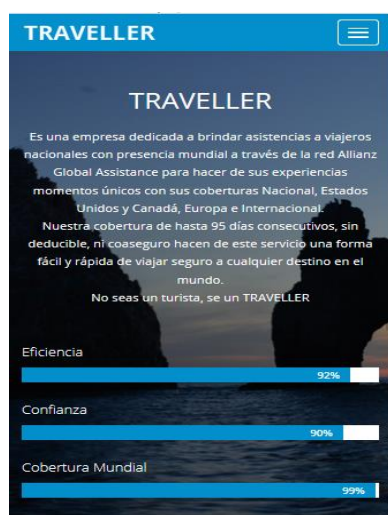 TRAVELLER
TRAVELLER
Es una empresa dedicada a brindar asistencias a viajeros
nacionales con presencia mundial a través de la red Allianz
Global Assistance para hacer de sus experiencias
momentos únicos con sus coberturas Nacional, Estados
Unidos y Canadá, Europa e Internacional.
Nuestra cobertura de hasta 95 días consecutivos, sin
deducible, ni coaseguro hacen de este servicio una forma
fácil y rápida de viajar seguro a cualquier destino en el
mundo.
No seas un turista, se un TRAVELLER
Eficiencia
92%
Confianza
90%
Cobertura Mundial
99%